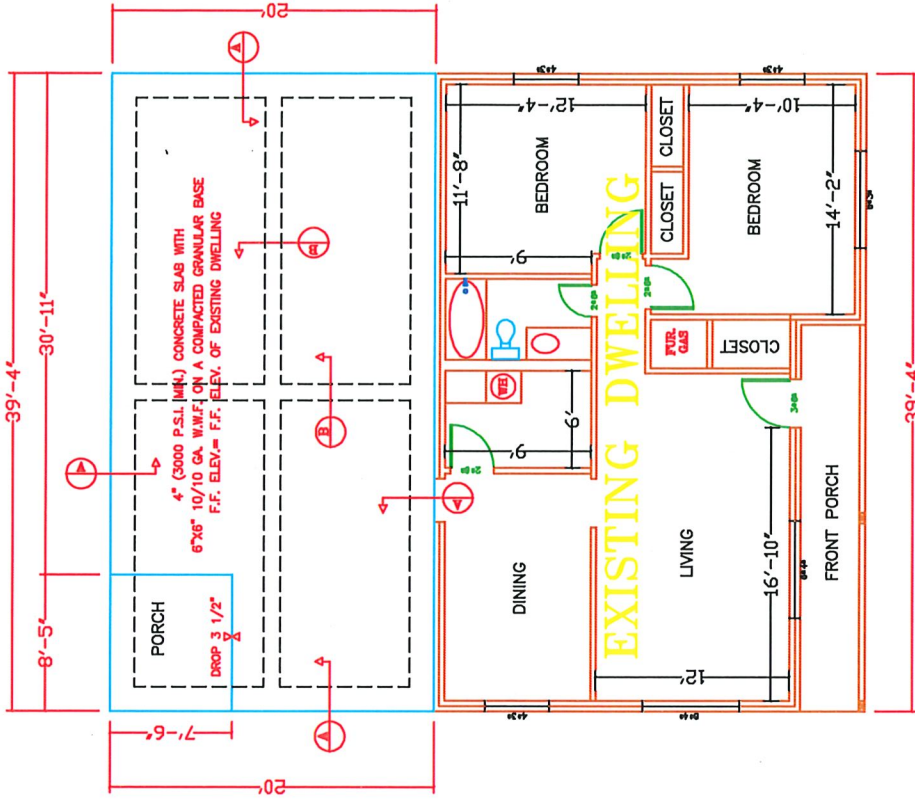 39'-4"
30'-11"
8'-5"
20'
20'
7'-6"
A
A
A
A
B
B
4" (3000 P.S.I. MIN.) CONCRETE SLAB WITH
6"X6" 10/10 GA. W.W.F. ON A COMPACTED GRANULAR BASE
F.F. ELEV.= F.F. ELEV. OF EXISTING DWELLING
PORCH
DROP 3 1/2"
11'-8"
12'-4"
BEDROOM
9'
CLOSET
CLOSET
10'-4"
BEDROOM
14'-2"
WH
6'
9'
DINING
EXISTING DWELLING
FUR.
GAS
CLOSET
LIVING
12'
16'-10"
FRONT PORCH
39'-4"